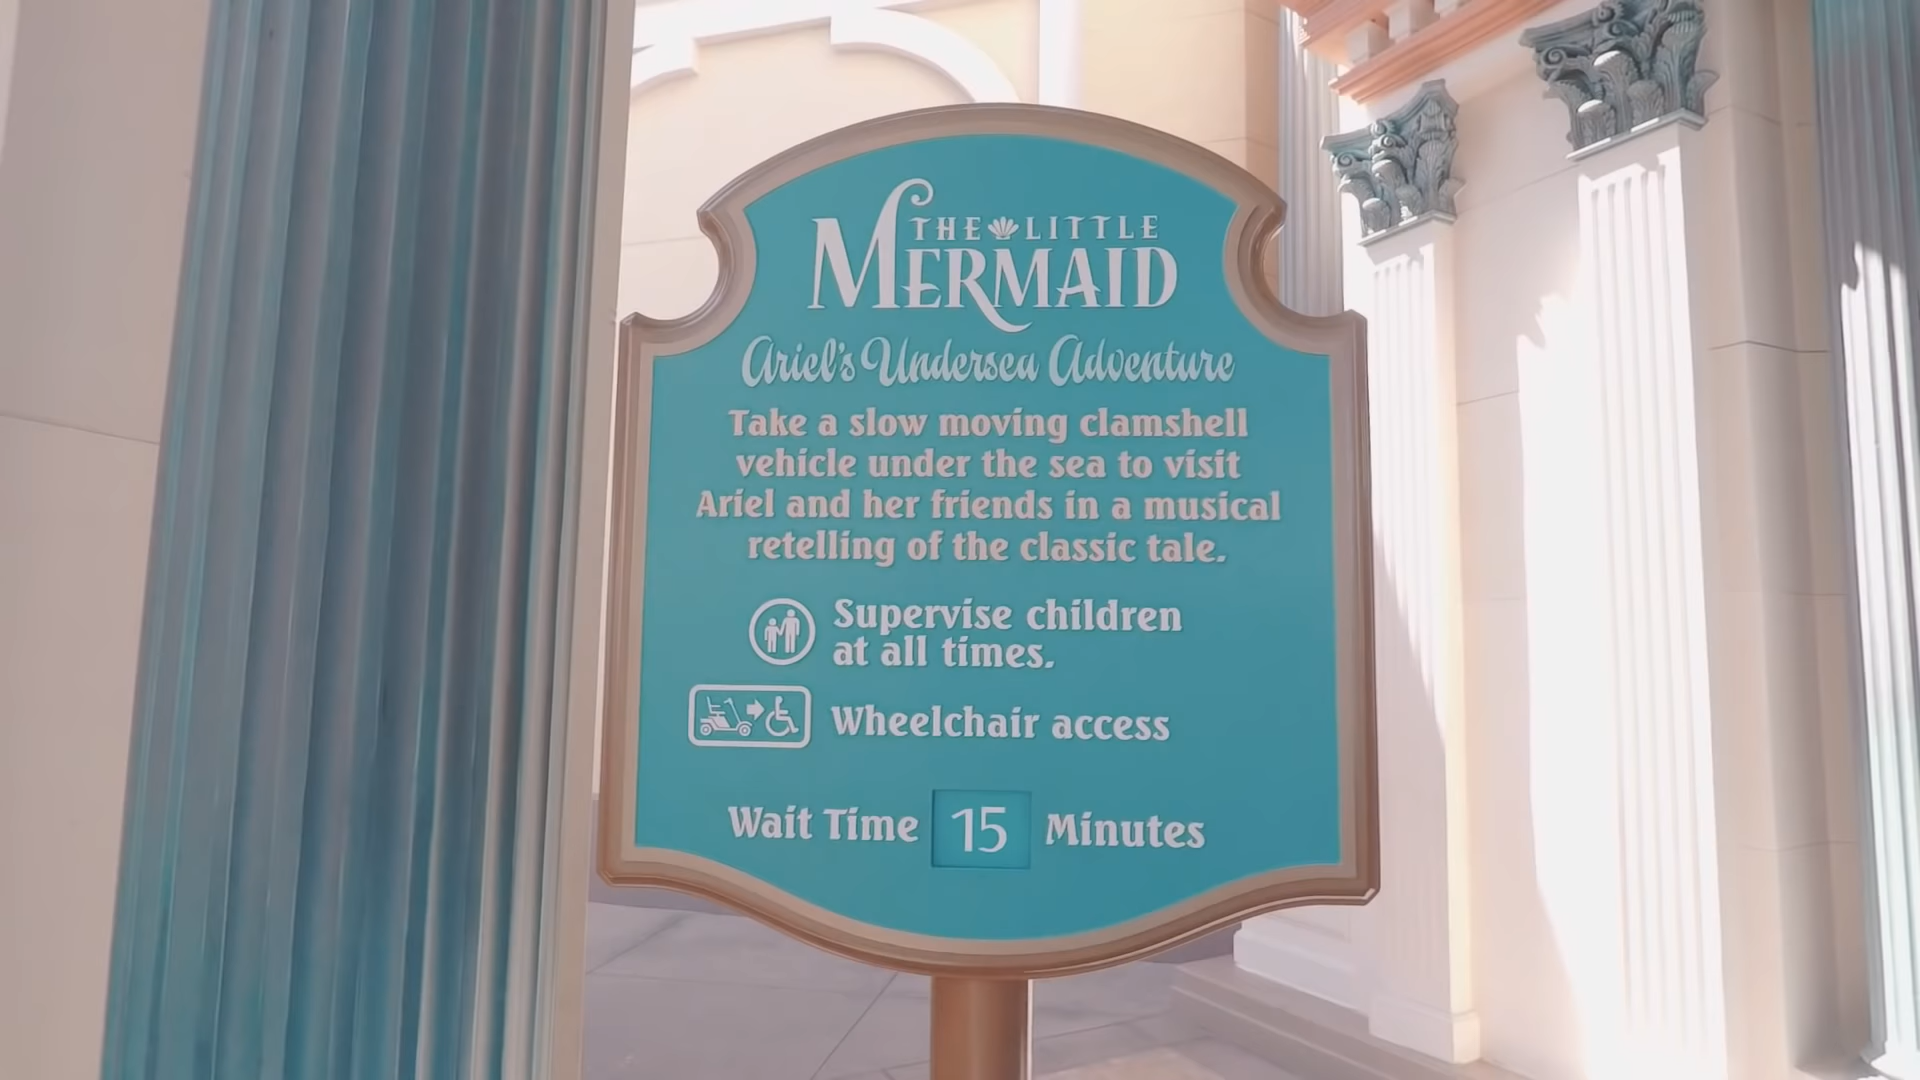 THE LITTLE
MERMAID
Ariel's Undersea Adventure
Take a slow moving clamshell
vehicle under the sea to visit
Ariel and her friends in a musical
retelling of the classic tale.
Supervise children
at all times.
Wheelchair access
Wait Time 15 Minutes